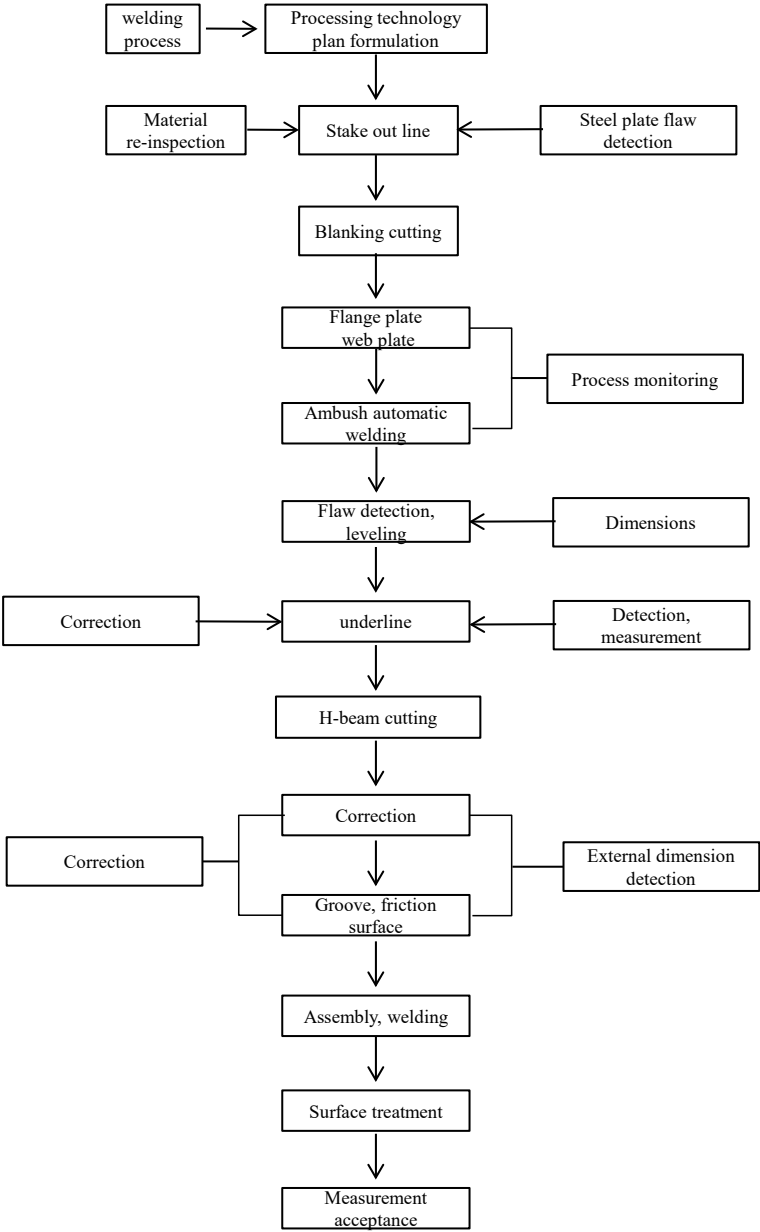 welding
process
Processing technology
plan formulation
Material
re-inspection
Stake out line
Steel plate flaw
detection
Blanking cutting
Flange plate
web plate
Process monitoring
Ambush automatic
welding
Flaw detection,
leveling
Dimensions
Correction
underline
Detection,
measurement
H-beam cutting
Correction
Correction
External dimension
detection
Groove, friction
surface
Assembly, welding
Surface treatment
Measurement
acceptance